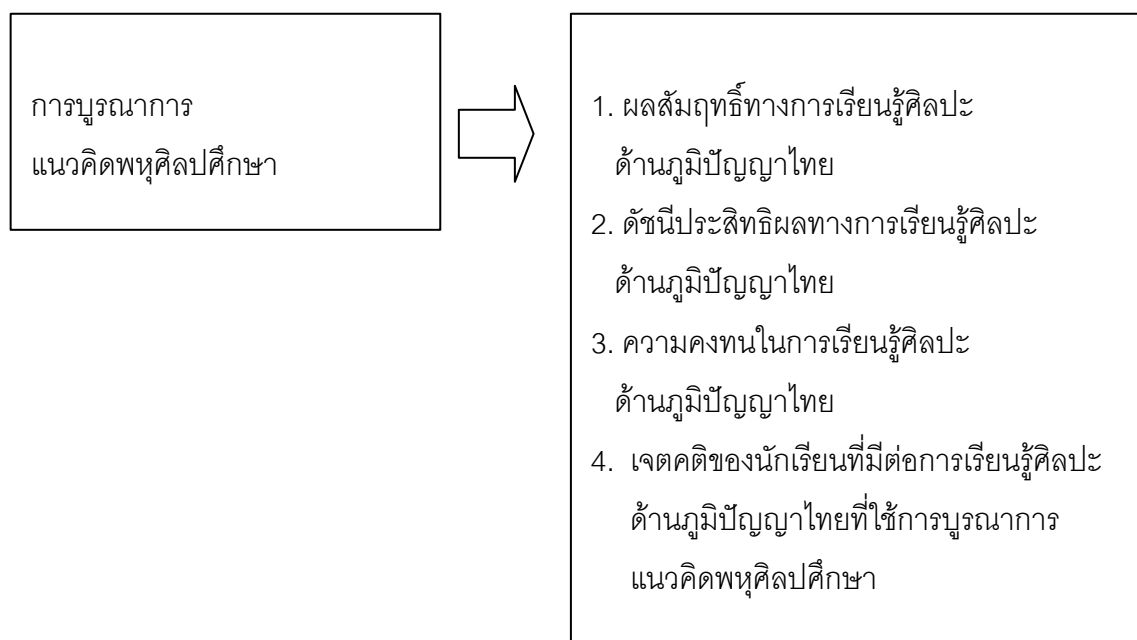 การบูรณาการ
แนวคิดพหุศิลปศึกษา
1. ผลสัมฤทธิ์ทางการเรียนรู้ศิลปะ
ด้านภูมิปัญญาไทย
2. ดัชนีประสิทธิผลทางการเรียนรู้ศิลปะ
ด้านภูมิปัญญาไทย
3. ความคงทนในการเรียนรู้ศิลปะ
ด้านภูมิปัญญาไทย
4. เจตคติของนักเรียนที่มีต่อการเรียนรู้ศิลปะ
ด้านภูมิปัญญาไทยที่ใช้การบูรณาการ
แนวคิดพหุศิลปศึกษา